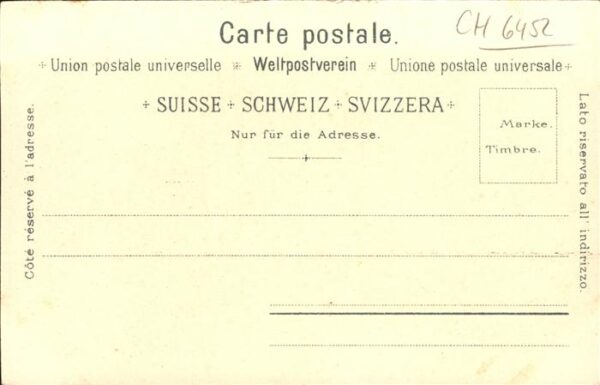 Carte postale.
CH 6452
Union postale universelle * Weltpostverein * Unione postale universale
+ SUISSE + SCHWEIZ + SVIZZERA +
Nur für die Adresse.
Marke.
Timbre.
Côté réservé à l'adresse.
Lato riservato all' indirizzo.